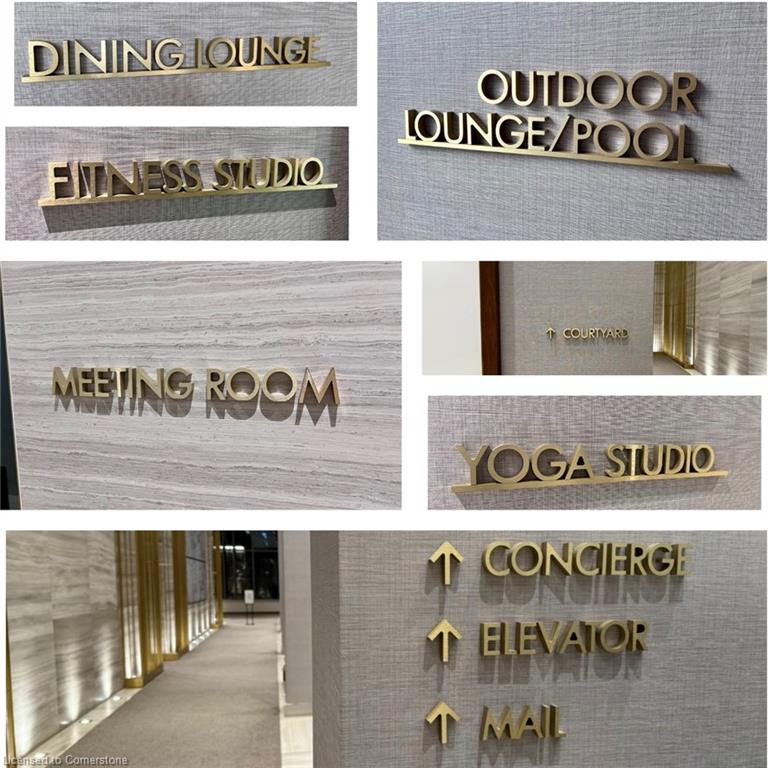 DINING LOUNGE
OUTDOOR
LOUNGE/POOL
FITNESS STUDIO
MEETING ROOM
↑ COURTYARD
YOGA STUDIO
↑ CONCIERGE
↑ ELEVATOR
↑ MAIL
Licensed to Cornerstone